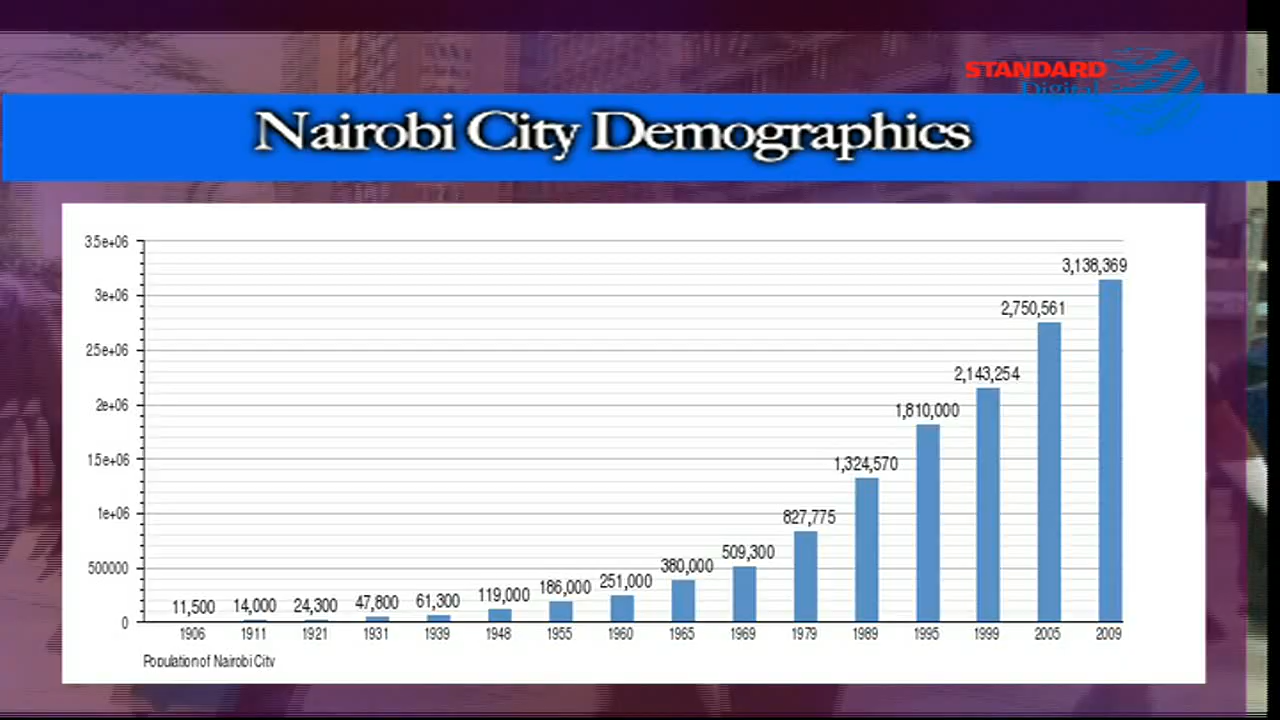 STANDARD
Digital
Nairobi City Demographics
3.5e+06
3e+06
2.5e+06
2e+06
1.5e+06
1e+06
500000
0
11,500
14,000
24,300
47,800
61,300
119,000
186,000
251,000
380,000
509,300
827,775
1,324,570
1,810,000
2,143,254
2,750,561
3,138,369
1906 1911 1921 1931 1939 1948 1955 1960 1965 1969 1979 1989 1995 1999 2005 2009
Population of Nairobi City